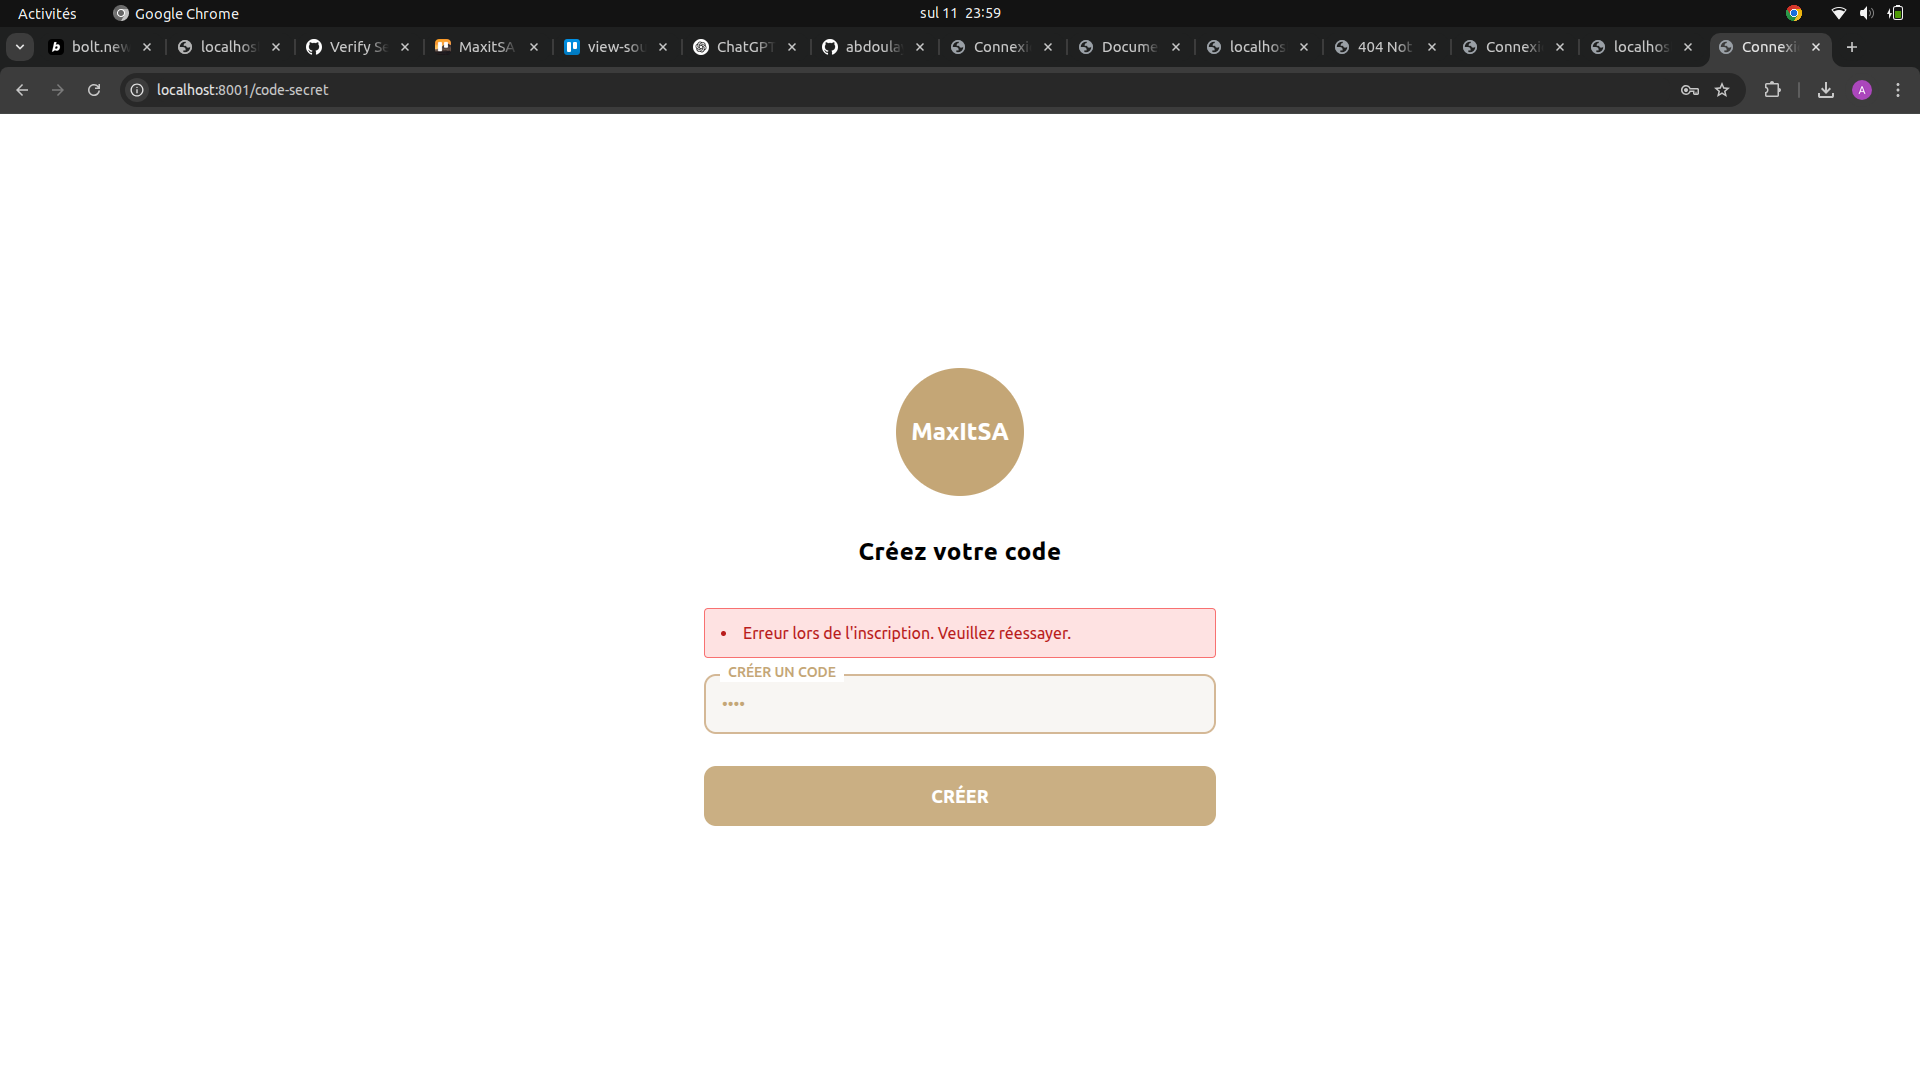 Activités Google Chrome sul 11 23:59
bolt.new localhos Verify Se MaxitSA view-sou ChatGPT abdoula Connexi Docume localhos 404 Not Connexi localhos Connexi
localhost:8001/code-secret A
MaxItSA
Créez votre code
• Erreur lors de l'inscription. Veuillez réessayer.
CRÉER UN CODE
••••
CRÉER